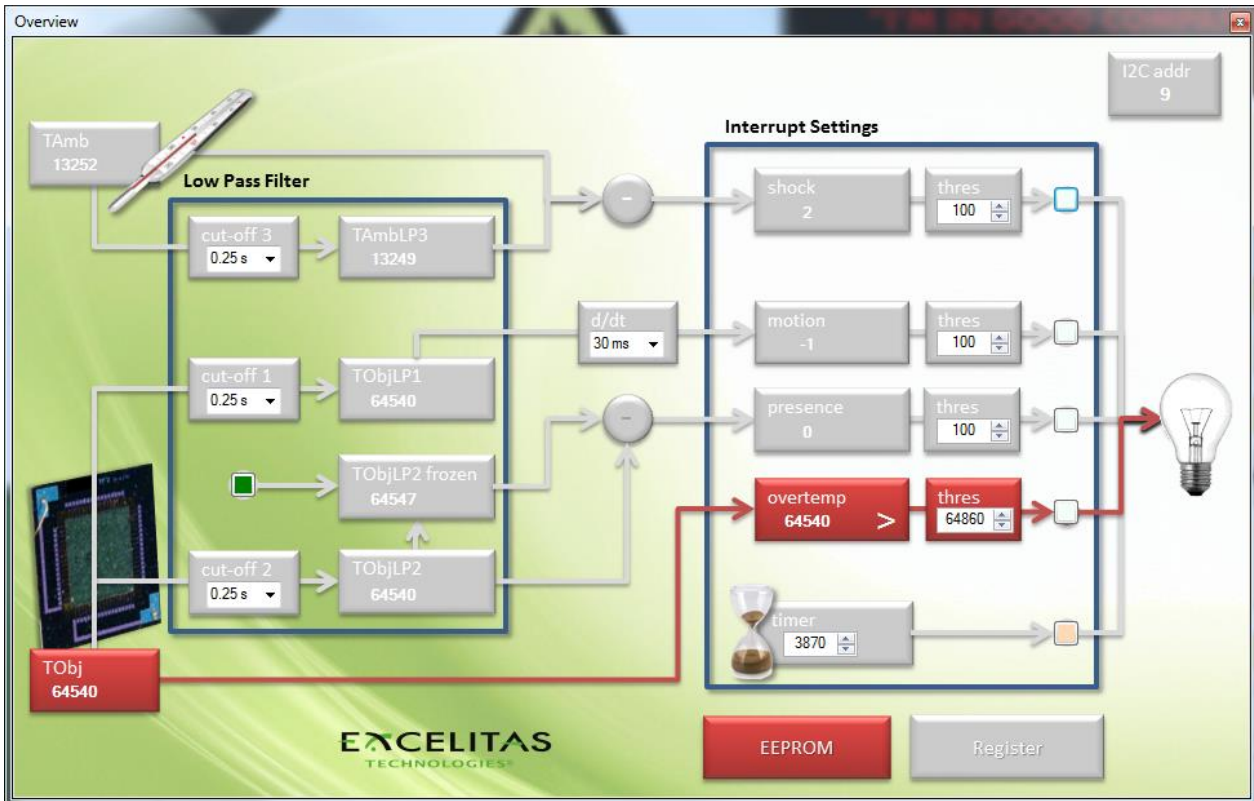 Overview
"I'M IN GOOD COMPA
I2C addr
9
TAmb
13252
Interrupt Settings
Low Pass Filter
-
shock
2
thres
100
cut-off 3
0.25 s
TAmbLP3
13249
d/dt
30 ms
motion
-1
thres
100
cut-off 1
0.25 s
TObjLP1
64540
-
presence
0
thres
100
TObjLP2 frozen
64547
overtemp
64540 >
thres
64860
cut-off 2
0.25 s
TObjLP2
64540
timer
3870
TObj
64540
EXCELITAS
TECHNOLOGIES®
EEPROM
Register